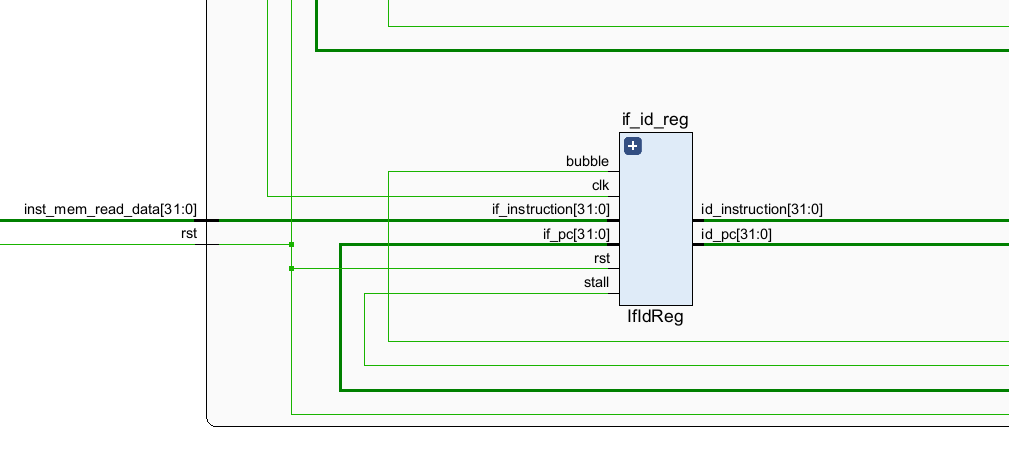 if_id_reg
bubble
clk
inst_mem_read_data[31:0]
if_instruction[31:0]
id_instruction[31:0]
rst
if_pc[31:0]
id_pc[31:0]
rst
stall
IfIdReg